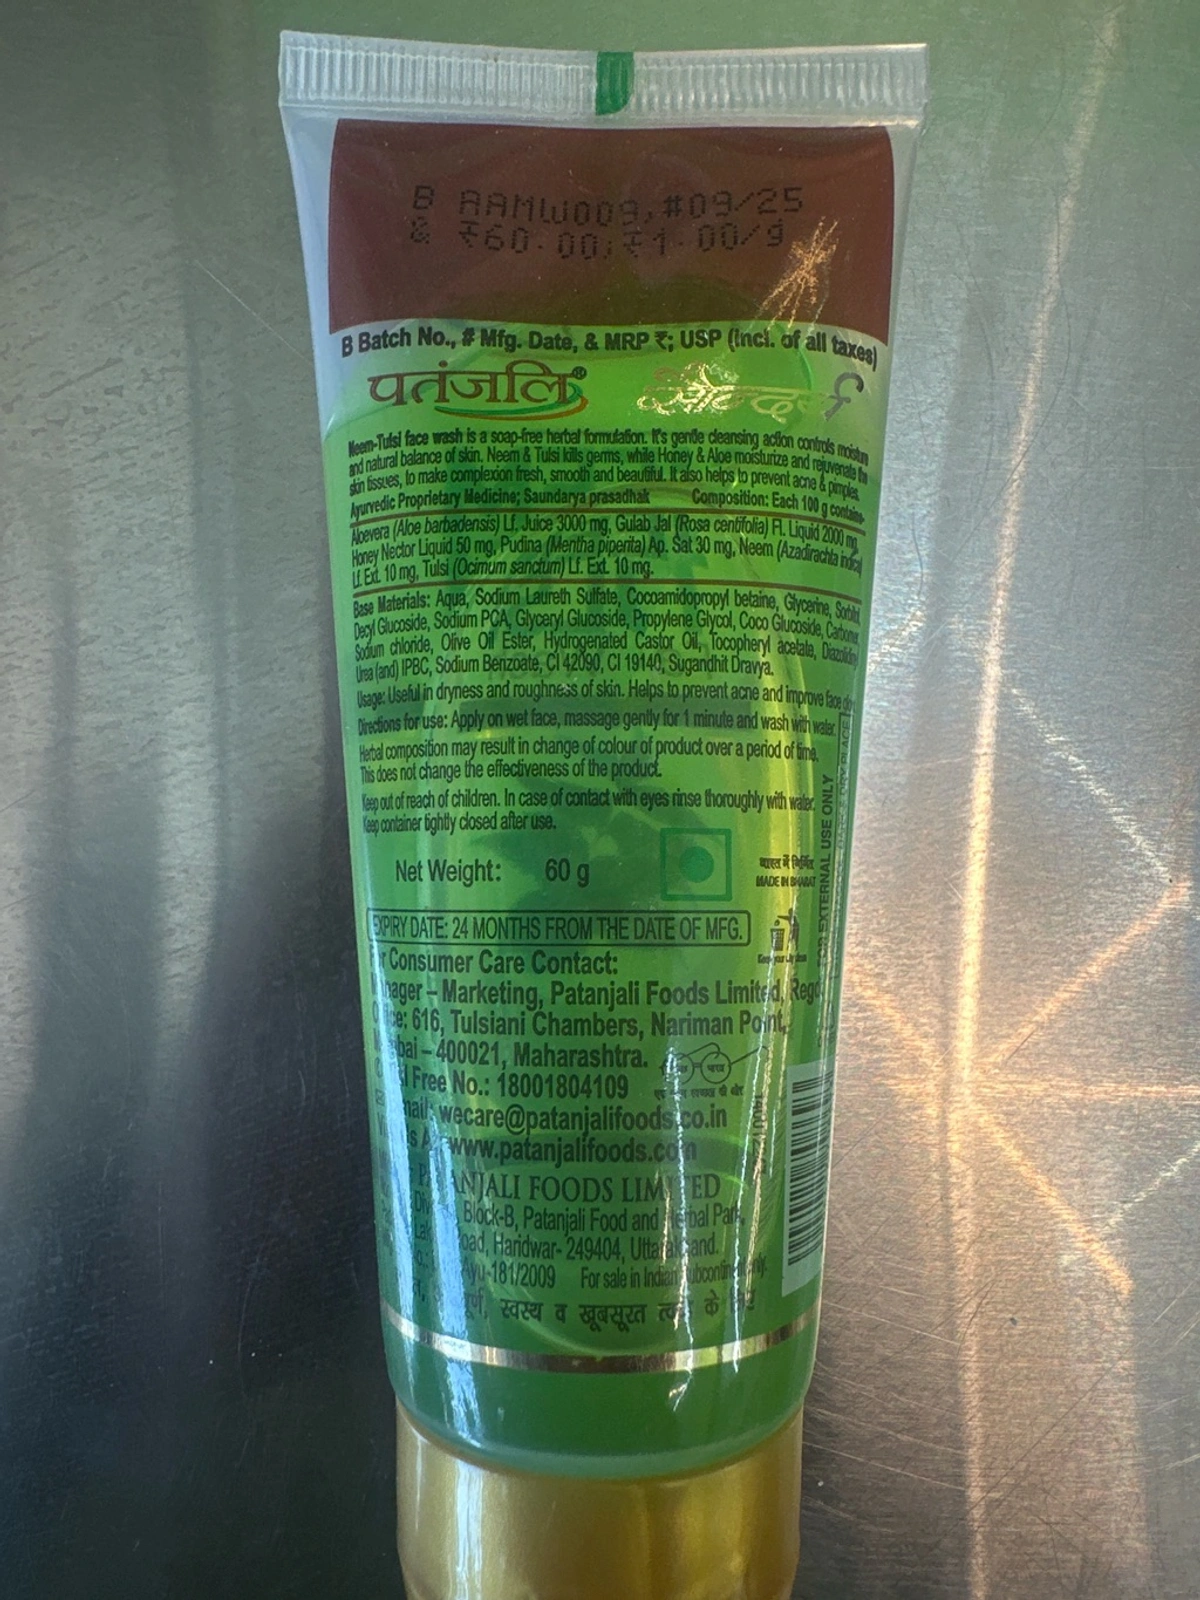 B AAMW009,#09/25
& ₹60.00;₹1.00/g
B Batch No., # Mfg. Date, & MRP ₹; USP (Incl. of all taxes)
पतंजलि® सौन्दर्य
Neem-Tulsi face wash is a soap-free herbal formulation. It's gentle cleansing action controls moisture
and natural balance of skin. Neem & Tulsi kills germs, while Honey & Aloe moisturize and rejuvenate the
skin tissues, to make complexion fresh, smooth and beautiful. It also helps to prevent acne & pimples.
Ayurvedic Proprietary Medicine; Saundarya prasadhak Composition: Each 100 g contains-
Aloevera (Aloe barbadensis) Lf. Juice 3000 mg, Gulab Jal (Rosa centifolia) Fl. Liquid 2000 mg,
Honey Nector Liquid 50 mg, Pudina (Mentha piperita) Ap. Sat 30 mg, Neem (Azadirachta indica)
Lf. Ext. 10 mg, Tulsi (Ocimum sanctum) Lf. Ext. 10 mg.
Base Materials: Aqua, Sodium Laureth Sulfate, Cocoamidopropyl betaine, Glycerine, Sorbitol,
Decyl Glucoside, Sodium PCA, Glyceryl Glucoside, Propylene Glycol, Coco Glucoside, Carbomer,
Sodium chloride, Olive Oil Ester, Hydrogenated Castor Oil, Tocopheryl acetate, Diazolidinyl
Urea (and) IPBC, Sodium Benzoate, CI 42090, CI 19140, Sugandhit Dravya.
Usage: Useful in dryness and roughness of skin. Helps to prevent acne and improve face
Directions for use: Apply on wet face, massage gently for 1 minute and wash with water.
Herbal composition may result in change of colour of product over a period of time.
This does not change the effectiveness of the product.
Keep out of reach of children. In case of contact with eyes rinse thoroughly with water.
Keep container tightly closed after use.
Net Weight: 60 g
भारत में निर्मित
MADE IN BHARAT
FOR EXTERNAL USE ONLY
EXPIRY DATE: 24 MONTHS FROM THE DATE OF MFG.
Consumer Care Contact:
Marketing, Patanjali Foods Limited,
616, Tulsiani Chambers, Nariman Point,
400021, Maharashtra.
Free No.: 18001804109
wecare@patanjalifoods.co.in
www.patanjalifoods.com
PATANJALI FOODS LIMITED
Block-B, Patanjali Food and Herbal Park,
Road, Haridwar- 249404, Uttarakhand.
Ayu-181/2009 For sale in Indian Subcontinent only.
स्वस्थ व खूबसूरत त्वचा के लिए